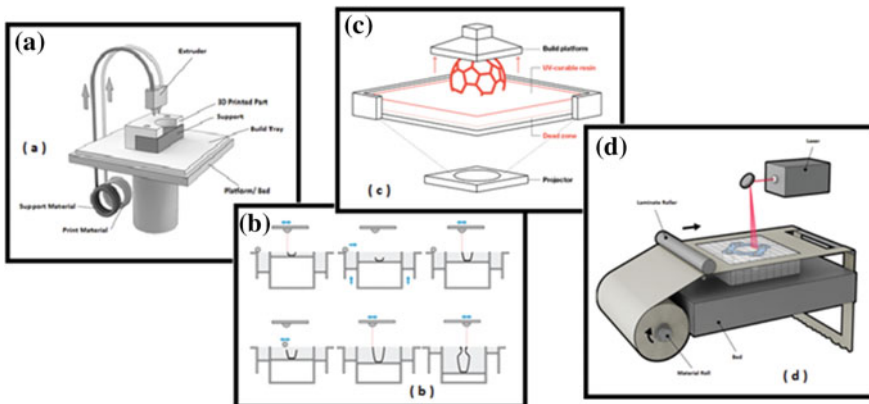 (a)
Extruder
3D Printed Part
Support
Build Tray
( a )
Platform/ Bed
Support Material
Print Material
(b)
( b )
(c)
Build platform
UV-curable resin
Dead zone
Projector
( c )
(d)
Laser
Laminate Roller
Bed
Material Roll
( d )